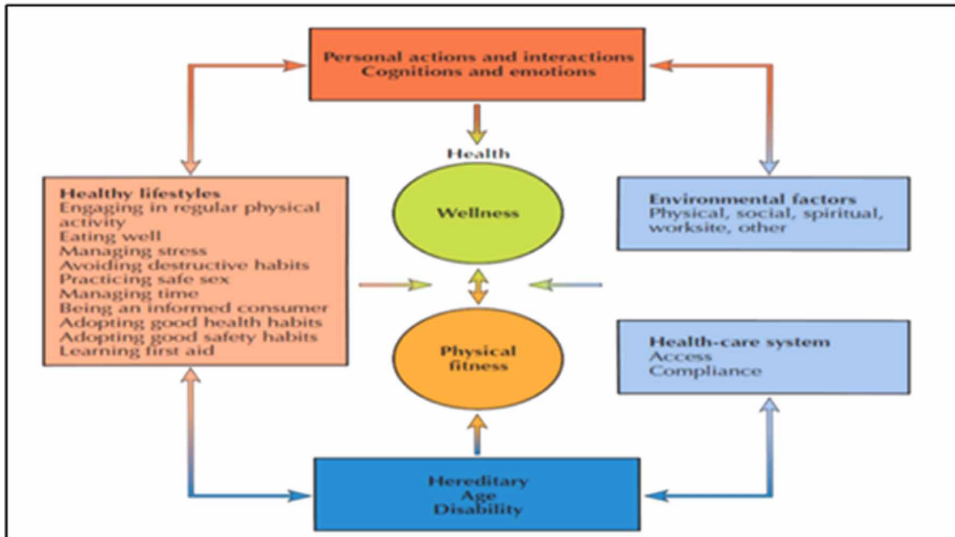 Personal actions and interactions
Cognitions and emotions
Health
Wellness
Healthy lifestyles
Engaging in regular physical
activity
Eating well
Managing stress
Avoiding destructive habits
Practicing safe sex
Managing time
Being an informed consumer
Adopting good health habits
Adopting good safety habits
Learning first aid
Environmental factors
Physical, social, spiritual,
worksite, other
Physical
fitness
Health-care system
Access
Compliance
Hereditary
Age
Disability